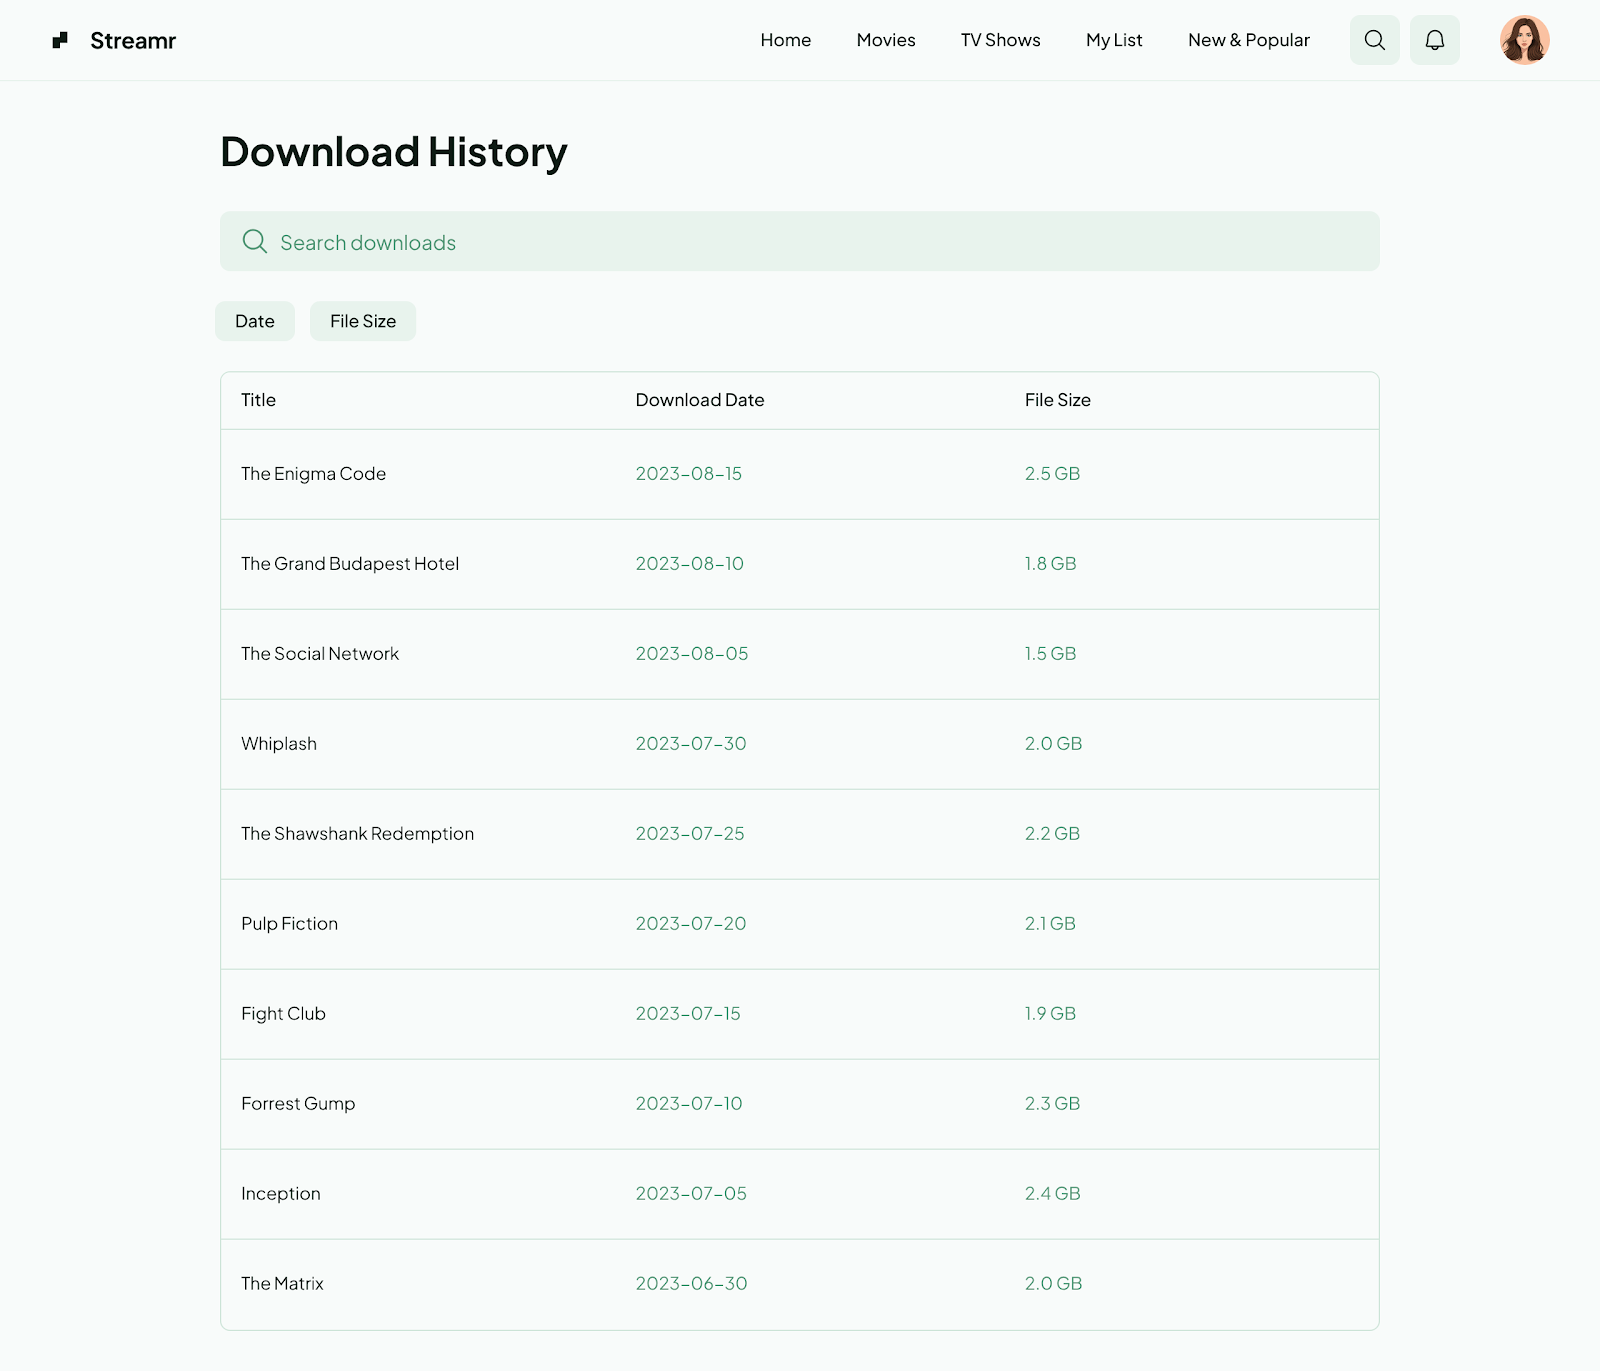 Streamr
Home Movies TV Shows My List New & Popular
Download History
Search downloads
Date File Size
Title Download Date File Size
The Enigma Code 2023-08-15 2.5 GB
The Grand Budapest Hotel 2023-08-10 1.8 GB
The Social Network 2023-08-05 1.5 GB
Whiplash 2023-07-30 2.0 GB
The Shawshank Redemption 2023-07-25 2.2 GB
Pulp Fiction 2023-07-20 2.1 GB
Fight Club 2023-07-15 1.9 GB
Forrest Gump 2023-07-10 2.3 GB
Inception 2023-07-05 2.4 GB
The Matrix 2023-06-30 2.0 GB